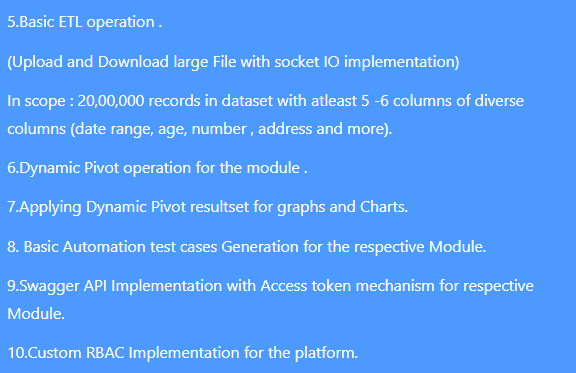 5.Basic ETL operation .
(Upload and Download large File with socket IO implementation)
In scope : 20,00,000 records in dataset with atleast 5 -6 columns of diverse
columns (date range, age, number , address and more).
6.Dynamic Pivot operation for the module .
7.Applying Dynamic Pivot resultset for graphs and Charts.
8. Basic Automation test cases Generation for the respective Module.
9.Swagger API Implementation with Access token mechanism for respective
Module.
10.Custom RBAC Implementation for the platform.